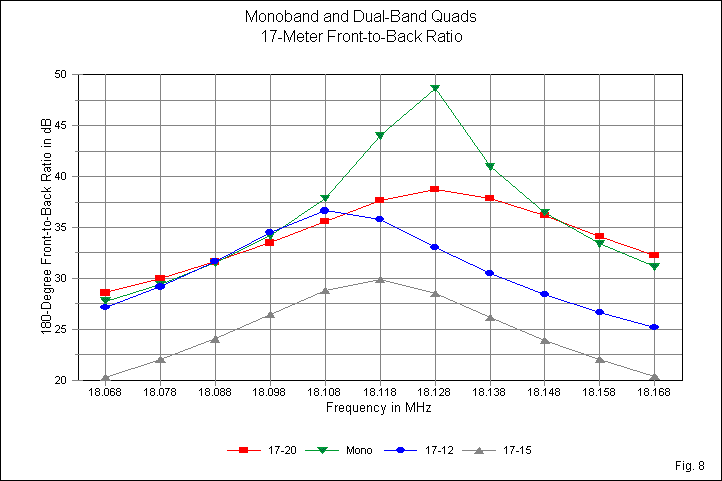 Monoband and Dual-Band Quads
17-Meter Front-to-Back Ratio
180-Degree Front-to-Back Ratio in dB
50
45
40
35
30
25
20
18.068 18.078 18.088 18.098 18.108 18.118 18.128 18.138 18.148 18.158 18.168
Frequency in MHz
17-20 Mono 17-12 17-15
Fig. 8